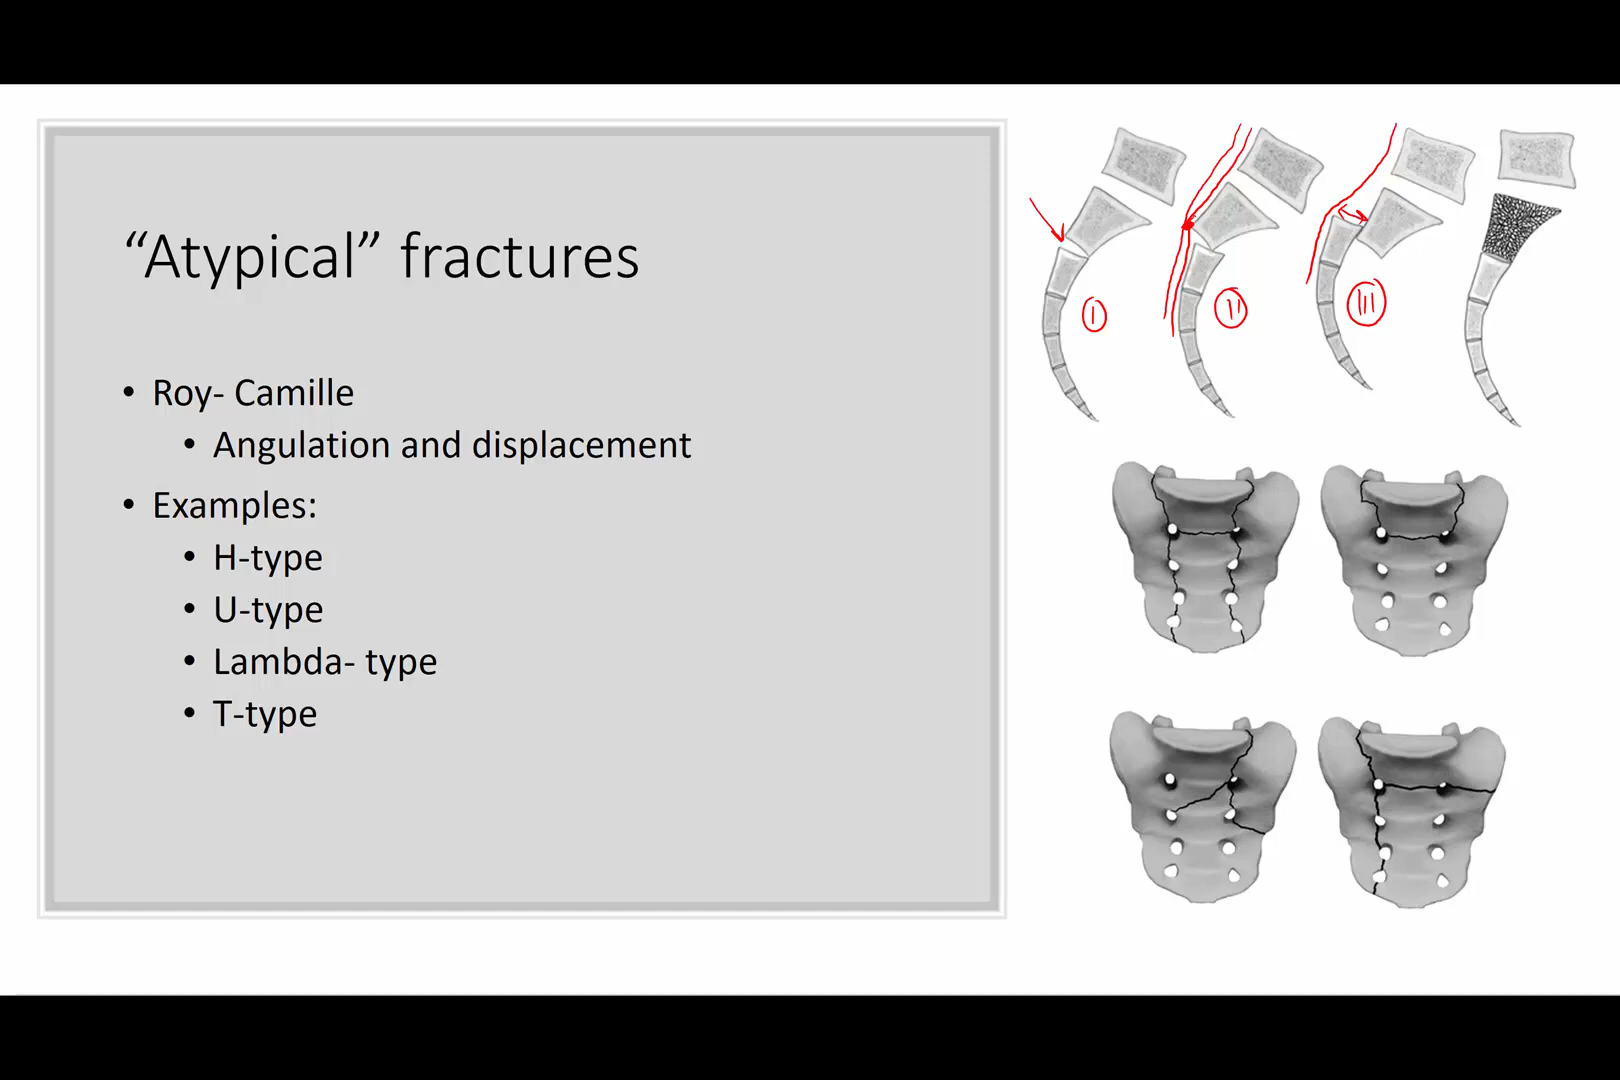 “Atypical” fractures
• Roy- Camille
• Angulation and displacement
• Examples:
• H-type
• U-type
• Lambda- type
• T-type
I
II
III